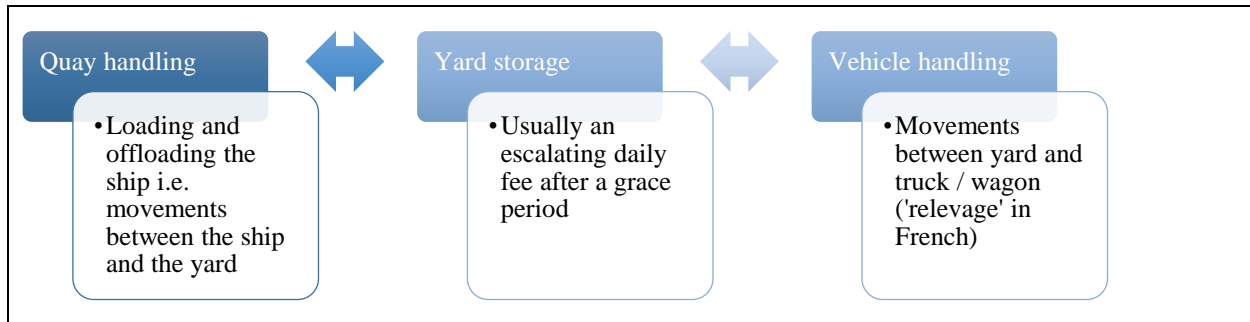 Quay handling
•Loading and
offloading the
ship i.e.
movements
between the ship
and the yard
Yard storage
•Usually an
escalating daily
fee after a grace
period
Vehicle handling
•Movements
between yard and
truck / wagon
('relevage' in
French)